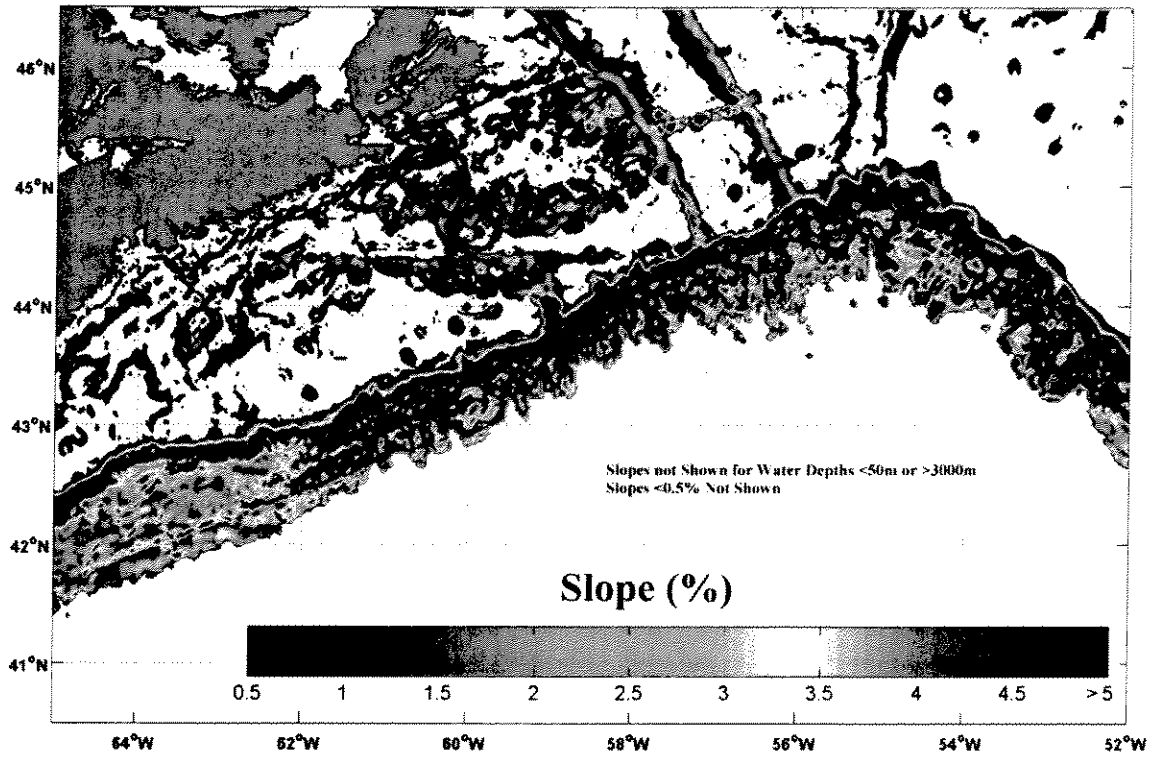 46°N
45°N
44°N
43°N
Slopes not Shown for Water Depths <50m or >3000m
Slopes <0.5% Not Shown
42°N
Slope (%)
41°N
0.5 1 1.5 2 2.5 3 3.5 4 4.5 >5
64°W 62°W 60°W 58°W 56°W 54°W 52°W